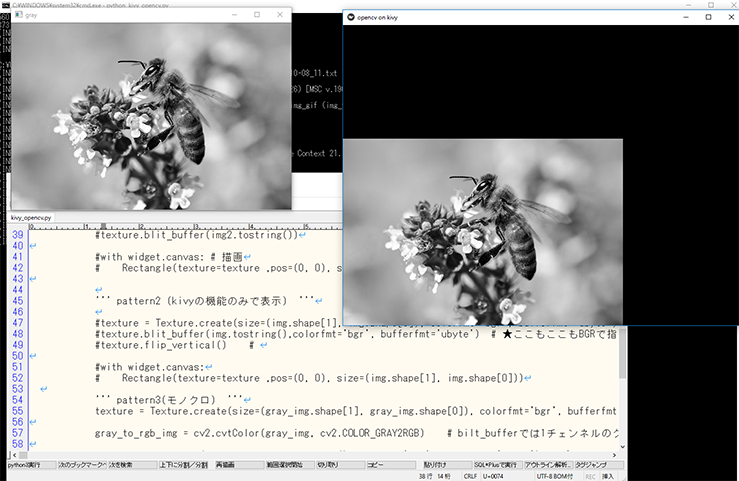 C:¥WINDOWS¥system32¥cmd.exe - python kivy_opencv.py
gray
opencv on kivy
10-08_11.txt
[MSC v.19
mg_gif (img_
Context 21.
kivy_opencv.py
39 #texture.blit_buffer(img2.tostring())
40
41 #with widget.canvas: # 描画
42 # Rectangle(texture=texture ,pos=(0, 0), s
43
44
45 ''' pattern2 (kivyの機能のみで表示) '''
46
47 #texture = Texture.create(size=(img.shape[1],
48 #texture.blit_buffer(img.tostring(),colorfmt='bgr', bufferfmt='ubyte') # ★ここもここもBGRで指
49 #texture.flip_vertical() #
50
51 #with widget.canvas:
52 # Rectangle(texture=texture ,pos=(0, 0), size=(img.shape[1], img.shape[0]))
53
54 ''' pattern3(モノクロ) '''
55 texture = Texture.create(size=(gray_img.shape[1], gray_img.shape[0]), colorfmt='bgr', bufferfmt
56
57 gray_to_rgb_img = cv2.cvtColor(gray_img, cv2.COLOR_GRAY2RGB) # bilt_bufferでは1チェンネルのク
58
python3実行 次のブックマークへ 次を検索 上下に分割／分割 再描画 範囲選択開始 切り取り コピー 貼り付け SQL*Plusで実行 アウトライン解析.. タグジャンプ
38 行 14 桁 CRLF U+0074 UTF-8 BOM付 REC 挿入